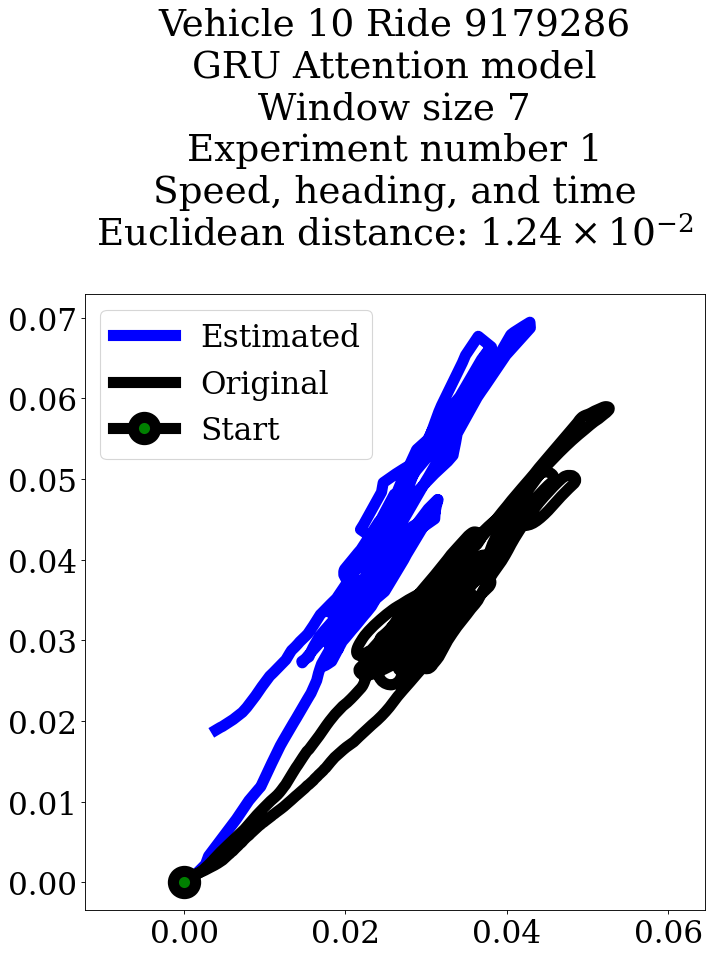 Vehicle 10 Ride 9179286
GRU Attention model
Window size 7
Experiment number 1
Speed, heading, and time
Euclidean distance: 1.24 × 10⁻²
Estimated
Original
Start
0.07
0.06
0.05
0.04
0.03
0.02
0.01
0.00
0.00 0.02 0.04 0.06